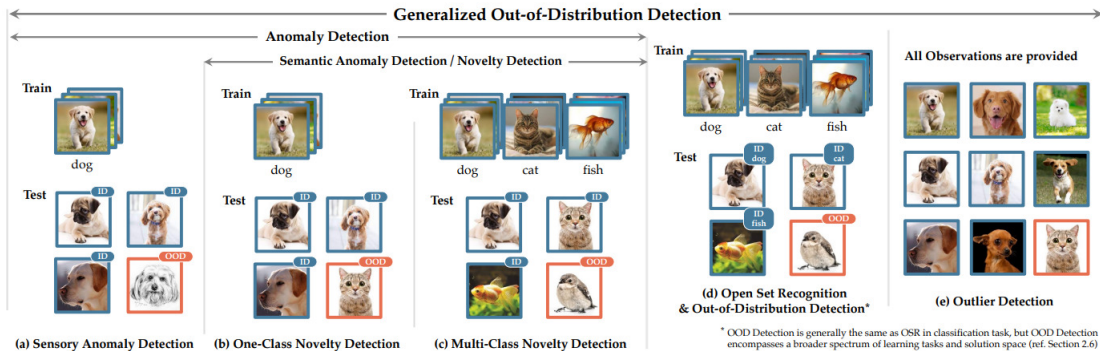 Generalized Out-of-Distribution Detection
Anomaly Detection
Semantic Anomaly Detection / Novelty Detection
Train
dog
Test
ID
ID
ID
OOD
(a) Sensory Anomaly Detection
Train
dog
Test
ID
ID
ID
OOD
(b) One-Class Novelty Detection
Train
dog
cat
fish
Test
ID
ID
ID
OOD
(c) Multi-Class Novelty Detection
Train
dog
cat
fish
Test
ID
dog
ID
cat
ID
fish
OOD
(d) Open Set Recognition
& Out-of-Distribution Detection*
All Observations are provided
(e) Outlier Detection
* OOD Detection is generally the same as OSR in classification task, but OOD Detection
encompasses a broader spectrum of learning tasks and solution space (ref. Section 2.6)